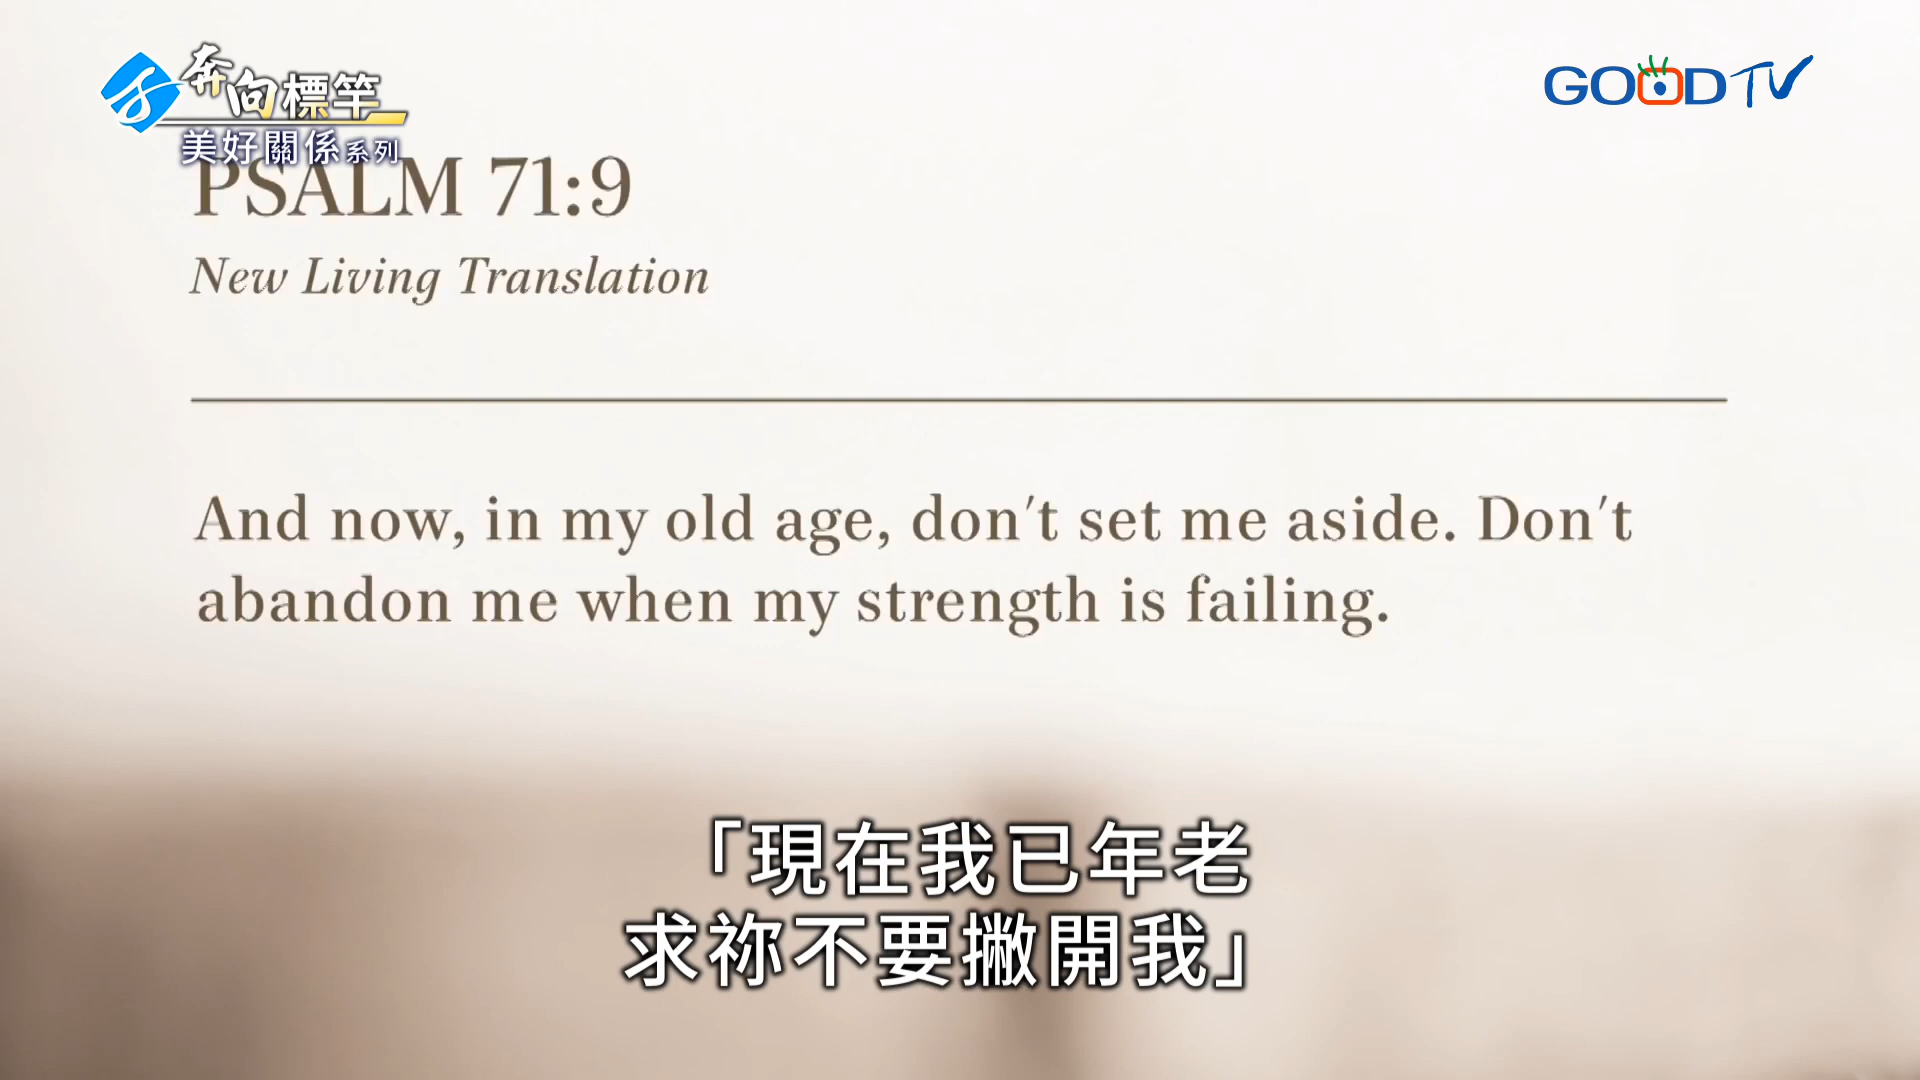 奔向標竿
美好關係系列
GOOD TV
PSALM 71:9
New Living Translation
And now, in my old age, don't set me aside. Don't
abandon me when my strength is failing.
「現在我已年老
求祢不要撇開我」